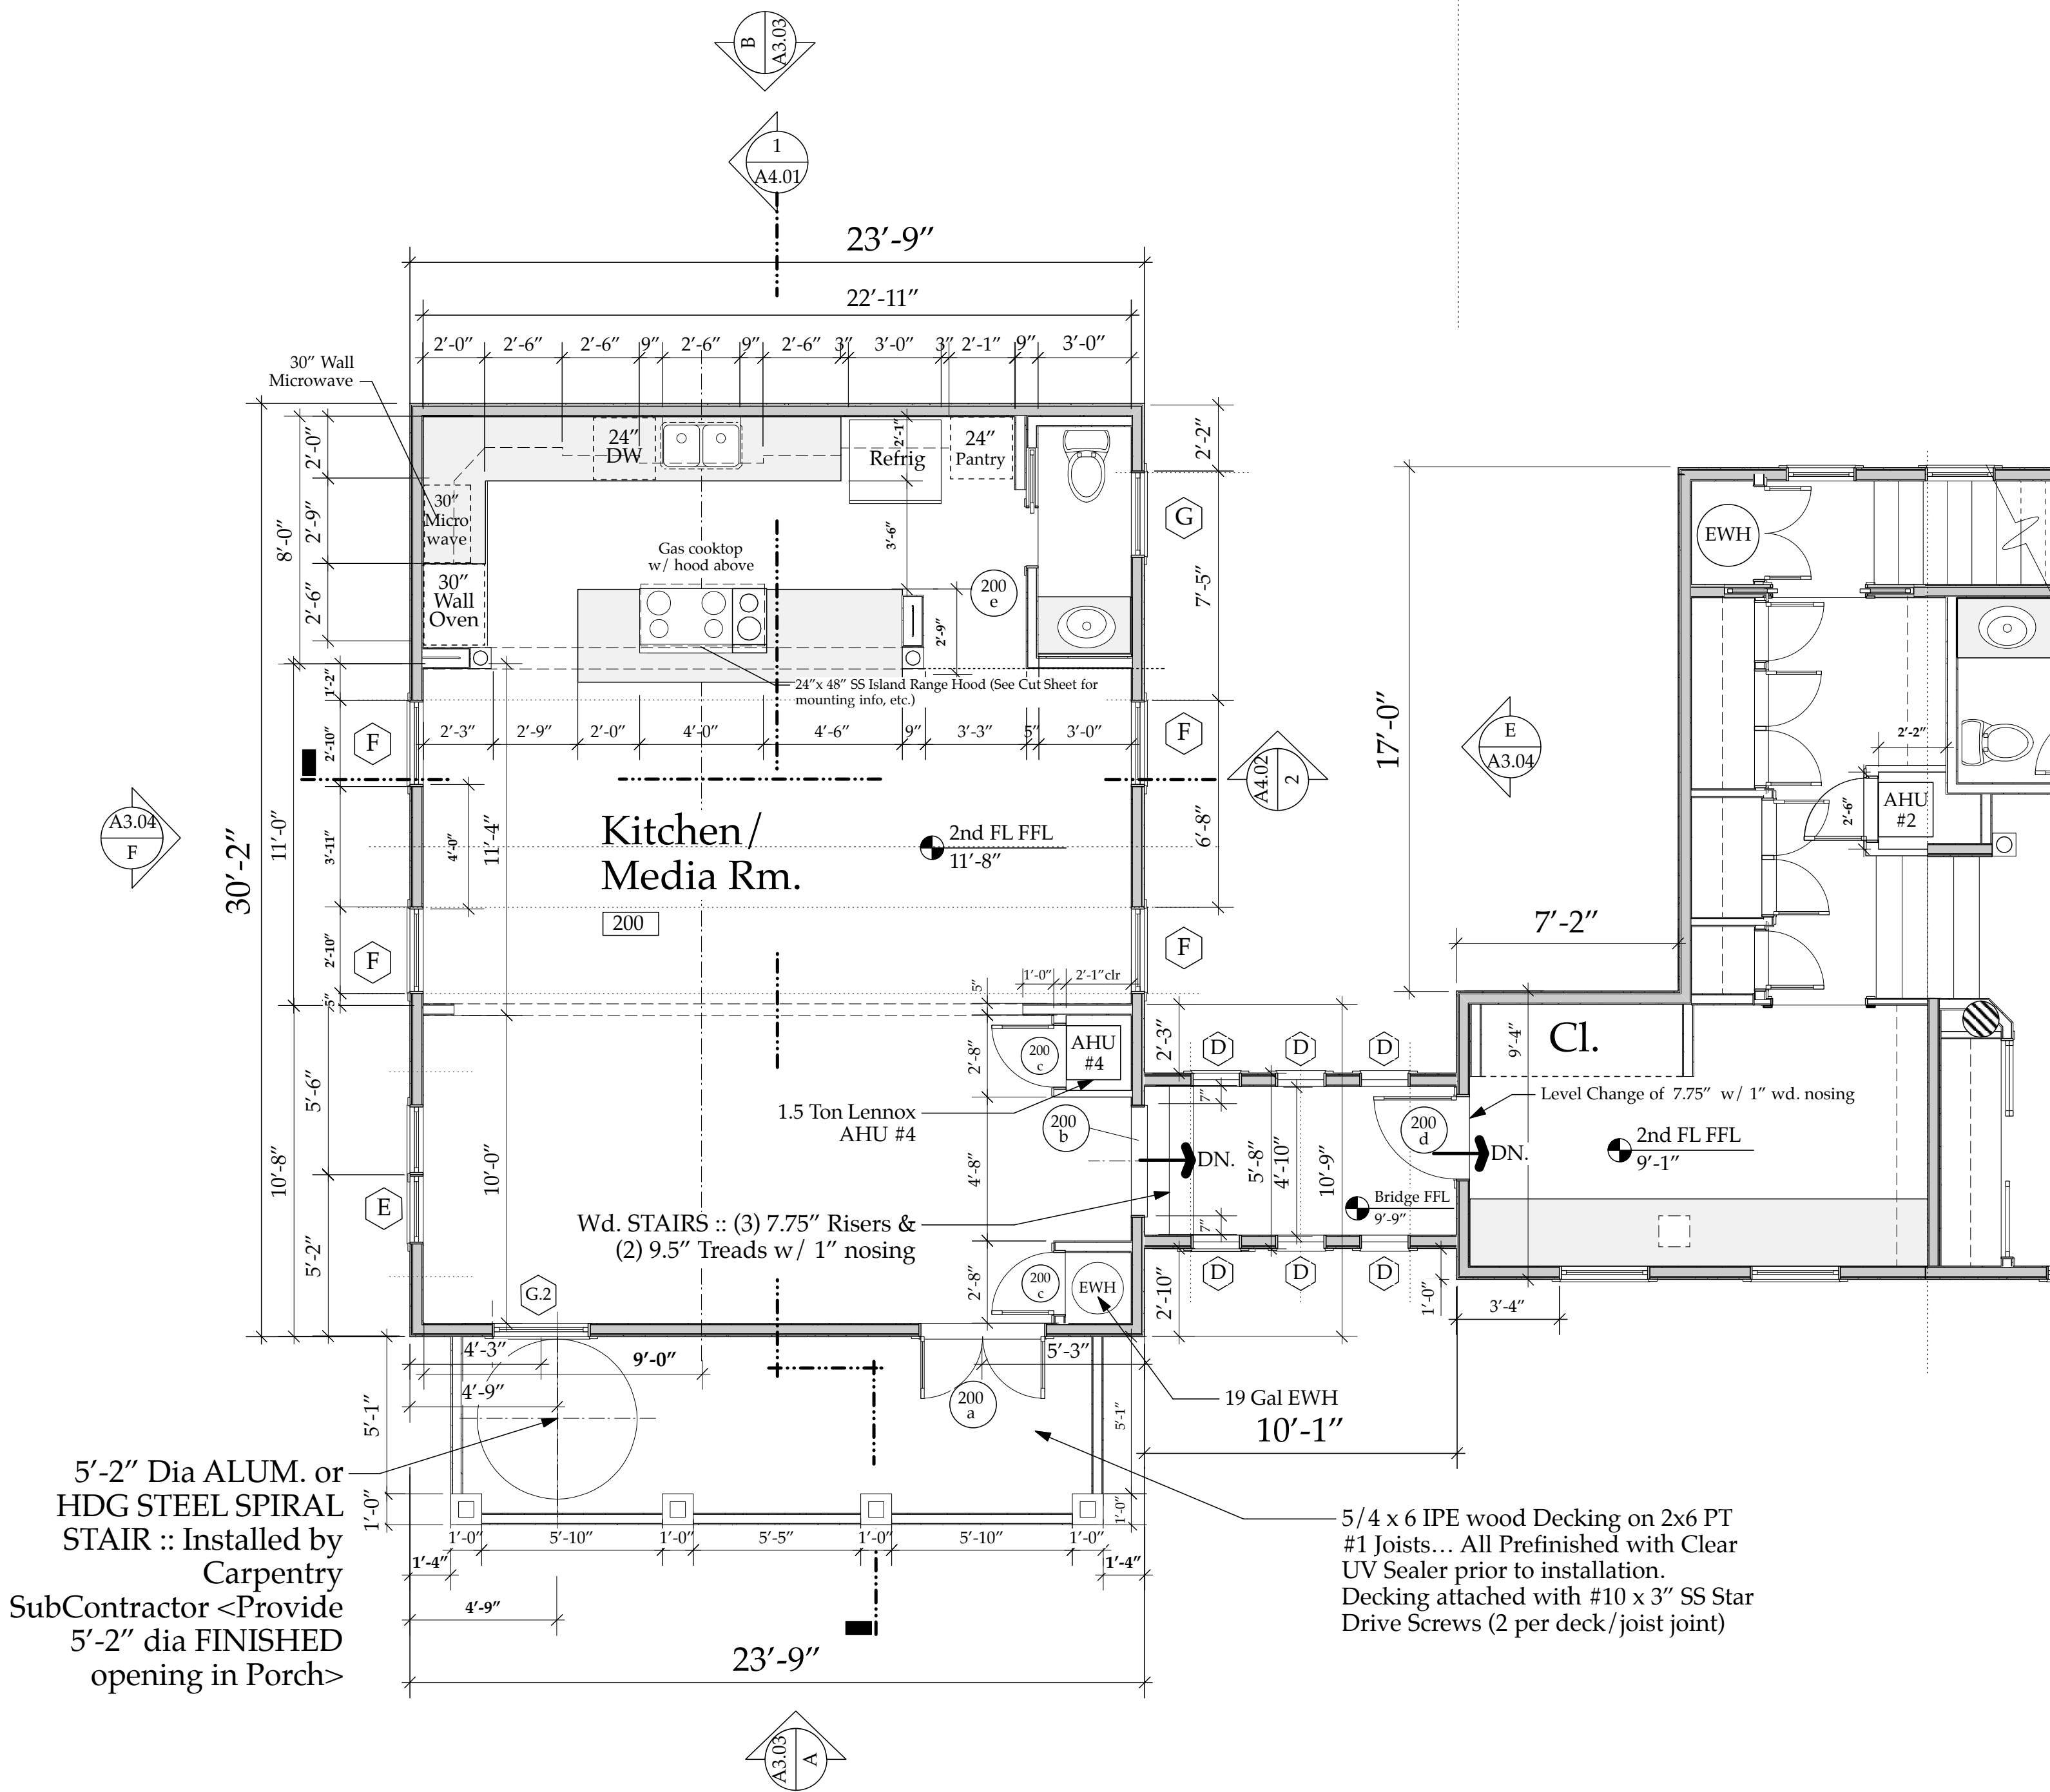 B
A3.03
1
A4.01
23′-9″
22′-11″
2′-0″ 2′-6″ 2′-6″ 9″ 2′-6″ 9″ 2′-6″ 3″ 3′-0″ 3″ 2′-1″ 9″ 3′-0″
30″ Wall
Microwave
2′-0″
2′-9″
8′-0″
2′-6″
24″
DW
2′-1″
Refrig
24″
Pantry
2′-2″
G
7′-5″
30″
Micro
wave
3′-6″
Gas cooktop
w/ hood above
30″
Wall
Oven
200
e
2′-9″
EWH
1′-2″
24″x 48″ SS Island Range Hood (See Cut Sheet for
mounting info, etc.)
2′-3″ 2′-9″ 2′-0″ 4′-0″ 4′-6″ 9″ 3′-3″ 5″ 3′-0″
F
2′-10″
F
17′-0″
E
A3.04
2′-2″
A4.02
2
AHU
#2
2′-6″
A3.04
F
30′-2″
11′-0″
3′-11″
4′-0″
11′-4″
Kitchen/
Media Rm.
200
2nd FL FFL
11′-8″
6′-8″
7′-2″
F
2′-10″
F
5″
5″
1′-0″
2′-1″clr
Cl.
9′-4″
2′-3″
D D D
200
c
AHU
#4
2′-8″
5′-6″
1.5 Ton Lennox
AHU #4
200
b
7″
200
d
Level Change of 7.75″ w/ 1″ wd. nosing
2nd FL FFL
9′-1″
10′-8″
10′-0″
4′-8″
DN.
5′-8″
4′-10″
10′-9″
DN.
E
Wd. STAIRS :: (3) 7.75″ Risers &
(2) 9.5″ Treads w/ 1″ nosing
7″
Bridge FFL
9′-9″
5′-2″
G.2
2′-8″
200
c
EWH
2′-10″
D D D
1′-0″
3′-4″
4′-3″
9′-0″
5′-3″
4′-9″
200
a
5′-1″
5′-1″
19 Gal EWH
10′-1″
5′-2″ Dia ALUM. or
HDG STEEL SPIRAL
STAIR :: Installed by
Carpentry
SubContractor <Provide
5′-2″ dia FINISHED
opening in Porch>
1′-0″
1′-0″
1′-0″ 5′-10″ 1′-0″ 5′-5″ 1′-0″ 5′-10″ 1′-0″
1′-4″
1′-4″
4′-9″
5/4 x 6 IPE wood Decking on 2x6 PT
#1 Joists... All Prefinished with Clear
UV Sealer prior to installation.
Decking attached with #10 x 3″ SS Star
Drive Screws (2 per deck/joist joint)
23′-9″
A3.03
A